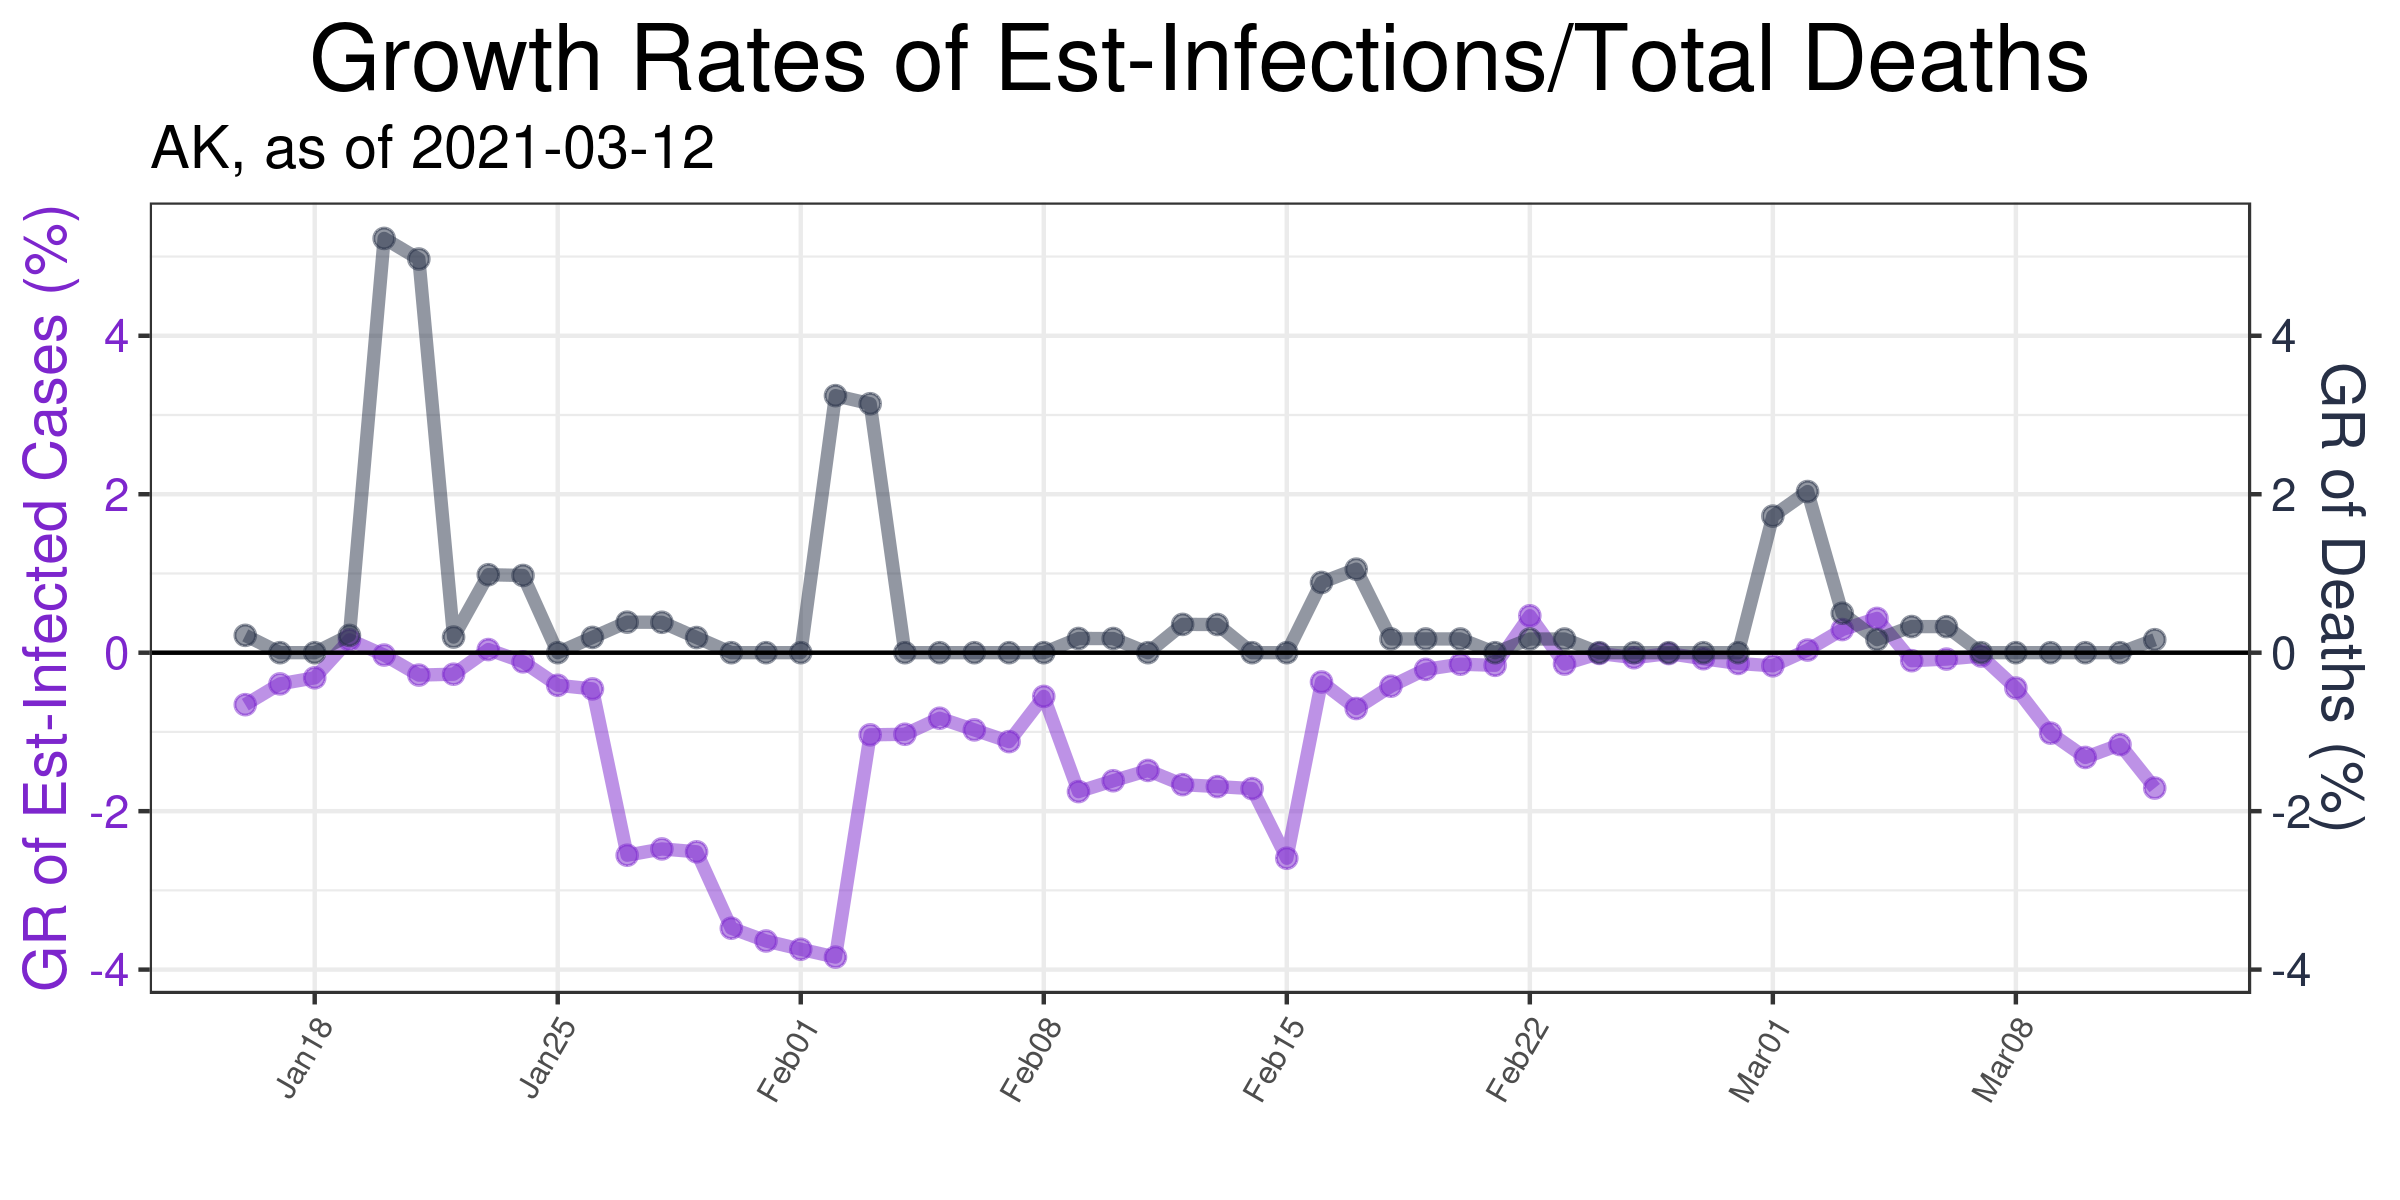 Growth Rates of Est-Infections/Total Deaths
AK, as of 2021-03-12
GR of Est-Infected Cases (%)
4
2
0
-2
-4
4
2
0
-2
-4
GR of Deaths (%)
Jan18
Jan25
Feb01
Feb08
Feb15
Feb22
Mar01
Mar08